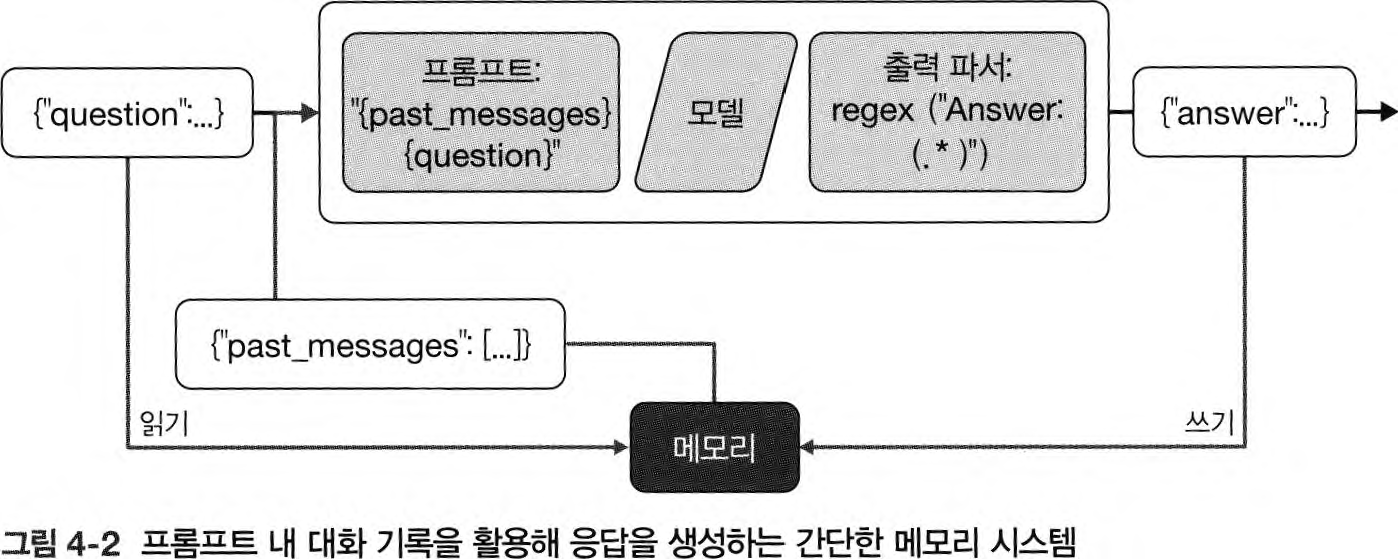 {"question":...}
프롬프트:
"{past_messages}
{question}"
모델
출력 파서:
regex ("Answer:
(.*)")
{"answer":...}
{"past_messages": [...]}
읽기
쓰기
메모리
그림 4-2 프롬프트 내 대화 기록을 활용해 응답을 생성하는 간단한 메모리 시스템